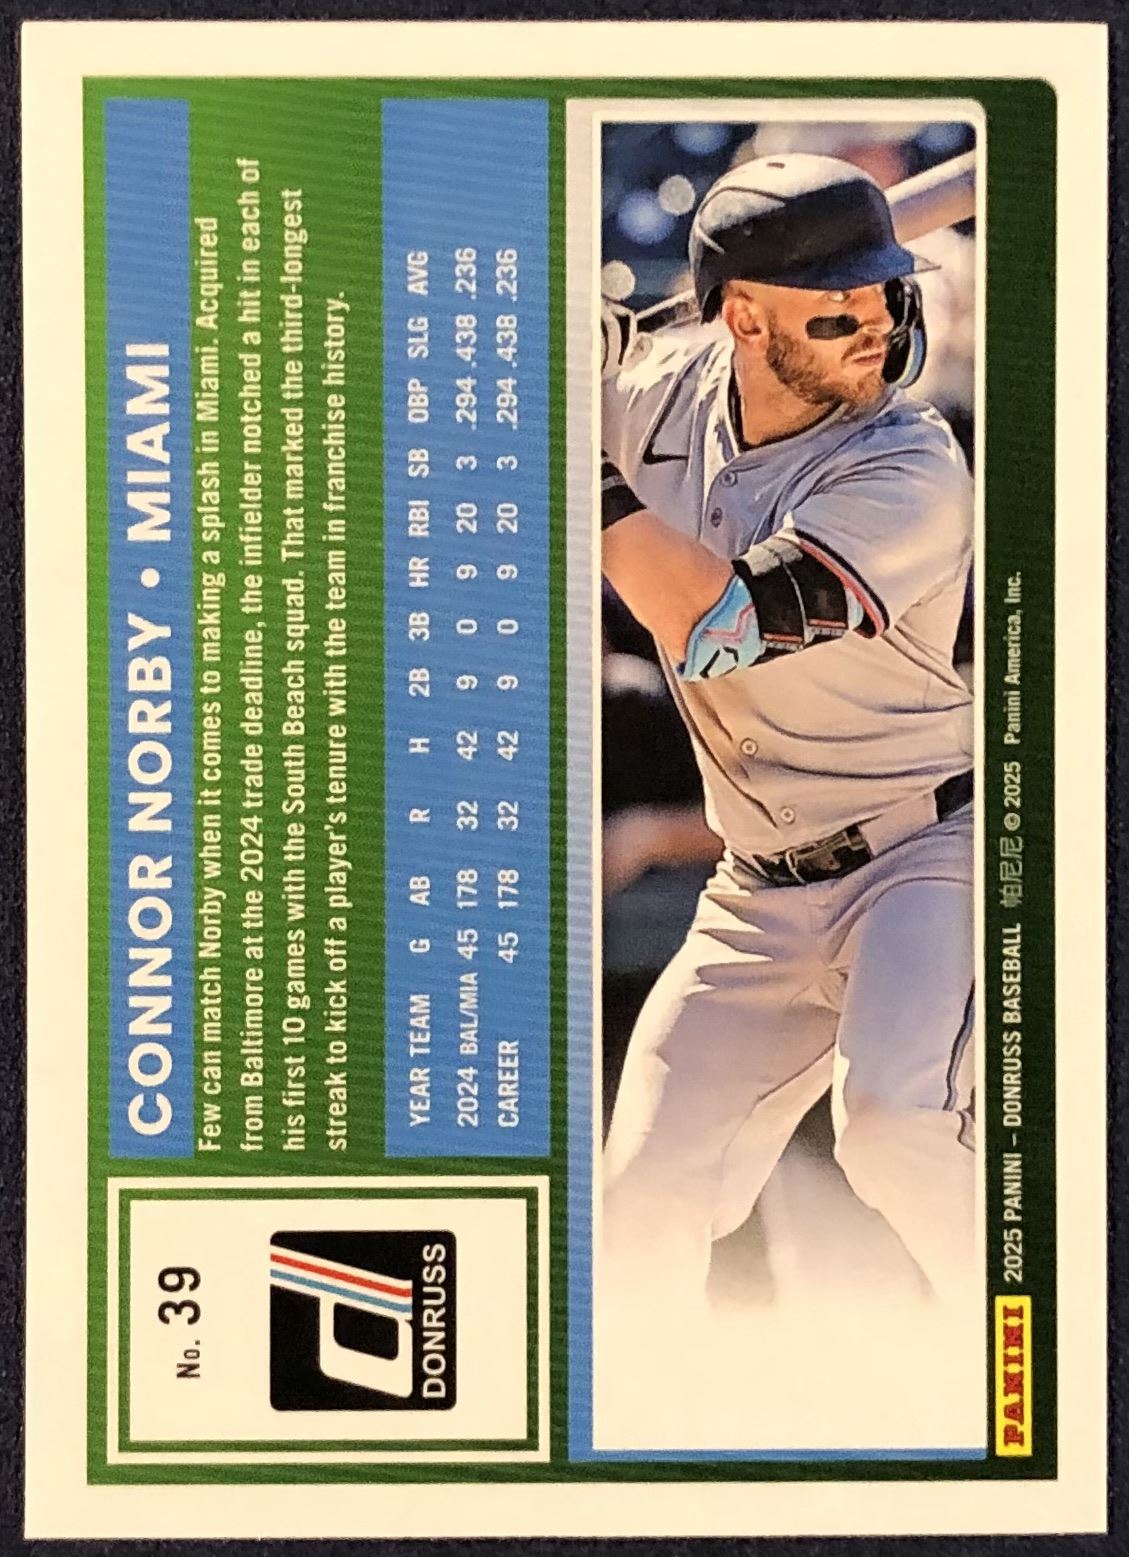 No. 39
DONRUSS
CONNOR NORBY • MIAMI
Few can match Norby when it comes to making a splash in Miami. Acquired
from Baltimore at the 2024 trade deadline, the infielder notched a hit in each of
his first 10 games with the South Beach squad. That marked the third-longest
streak to kick off a player's tenure with the team in franchise history.
YEAR TEAM G AB R H 2B 3B HR RBI SB OBP SLG AVG
2024 BAL/MIA 45 178 32 42 9 0 9 20 3 .294 .438 .236
CAREER 45 178 32 42 9 0 9 20 3 .294 .438 .236
PANINI 2025 PANINI – DONRUSS BASEBALL 帕尼尼 © 2025 Panini America, Inc.